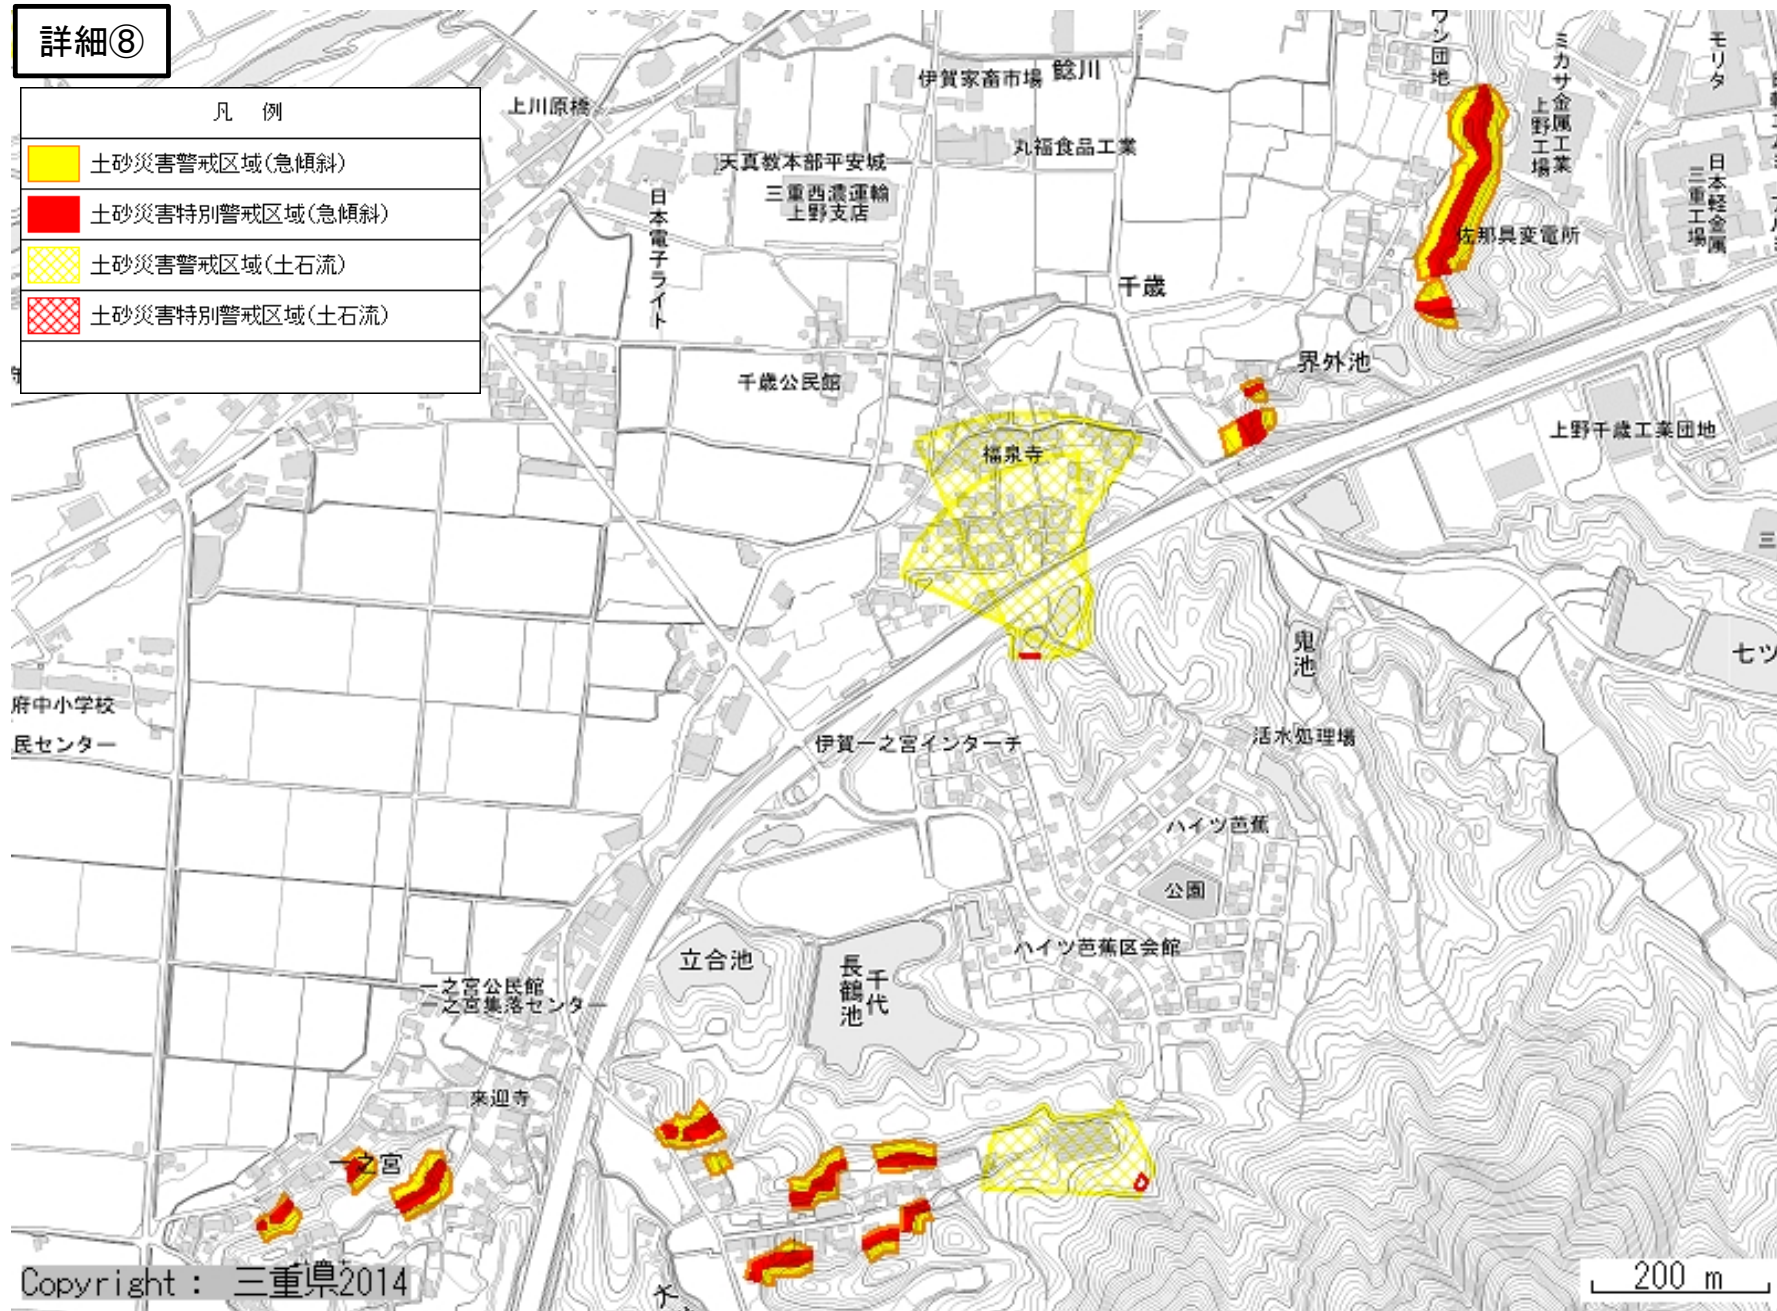 詳細⑧
凡 例
土砂災害警戒区域(急傾斜)
土砂災害特別警戒区域(急傾斜)
土砂災害警戒区域(土石流)
土砂災害特別警戒区域(土石流)
上川原橋
伊賀家畜市場
鯰川
ワン団地
ミカサ金属工業
上野工場
モリタ
天真教本部平安城
丸福食品工業
三重西濃運輸
上野支店
日本電子ライト
日本軽金属
三重工場
佐那具変電所
千歳
界外池
千歳公民館
福泉寺
上野千歳工業団地
三
鬼池
七ツ
府中小学校
民センター
伊賀一之宮インターチ
活水処理場
ハイツ芭蕉
公園
ハイツ芭蕉区会館
立合池
千代
長鶴池
一之宮公民館
一之宮集落センター
来迎寺
一之宮
Copyright : 三重県2014
200 m